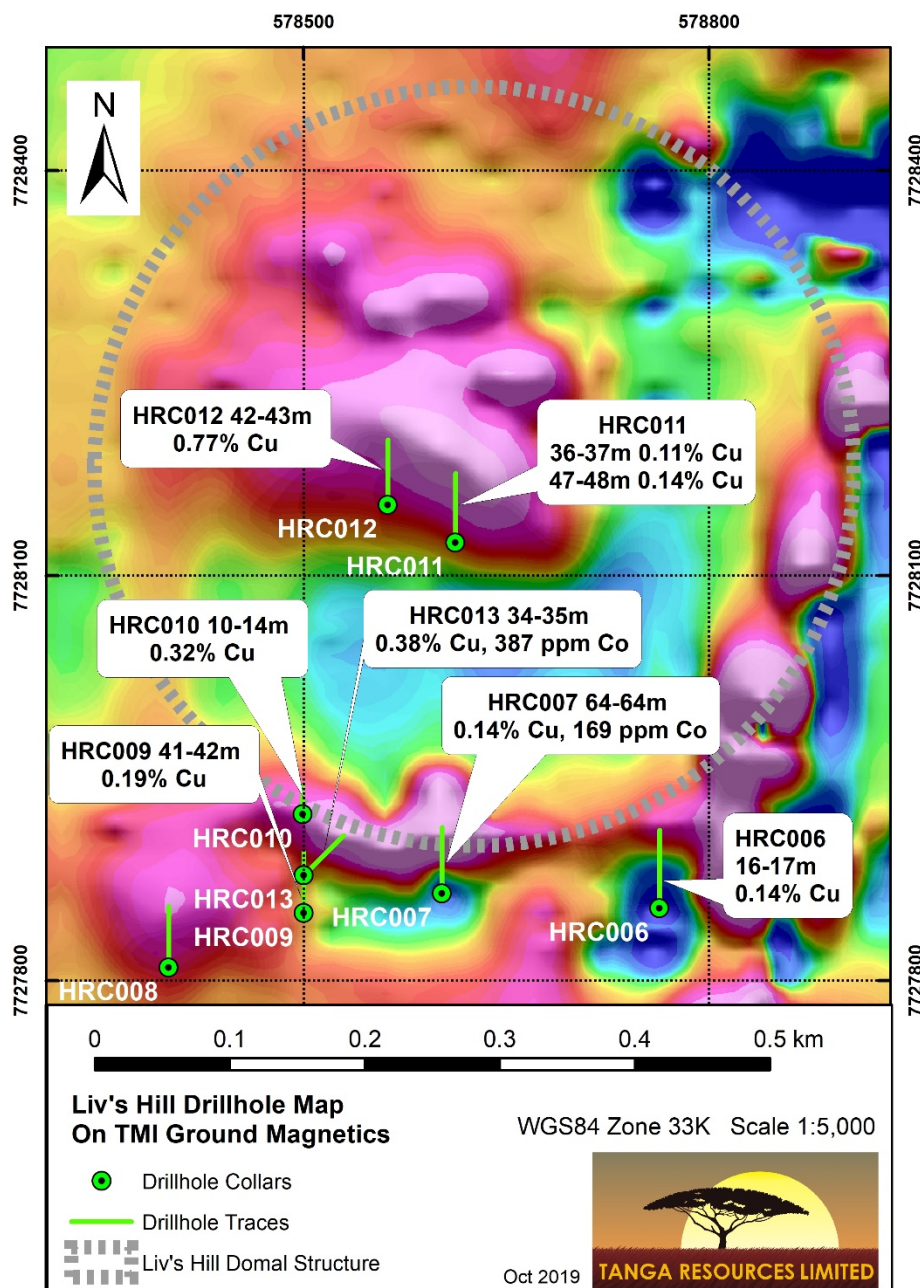 578500
578800
N
7728400
7728400
HRC012 42-43m
0.77% Cu
HRC011
36-37m 0.11% Cu
47-48m 0.14% Cu
HRC012
HRC011
7728100
7728100
HRC010 10-14m
0.32% Cu
HRC013 34-35m
0.38% Cu, 387 ppm Co
HRC007 64-64m
0.14% Cu, 169 ppm Co
HRC009 41-42m
0.19% Cu
HRC010
HRC006
16-17m
0.14% Cu
HRC013
HRC009
HRC007
HRC006
HRC008
7727800
7727800
0 0.1 0.2 0.3 0.4 0.5 km
Liv's Hill Drillhole Map
On TMI Ground Magnetics
WGS84 Zone 33K Scale 1:5,000
Drillhole Collars
Drillhole Traces
Liv's Hill Domal Structure
Oct 2019
TANGA RESOURCES LIMITED